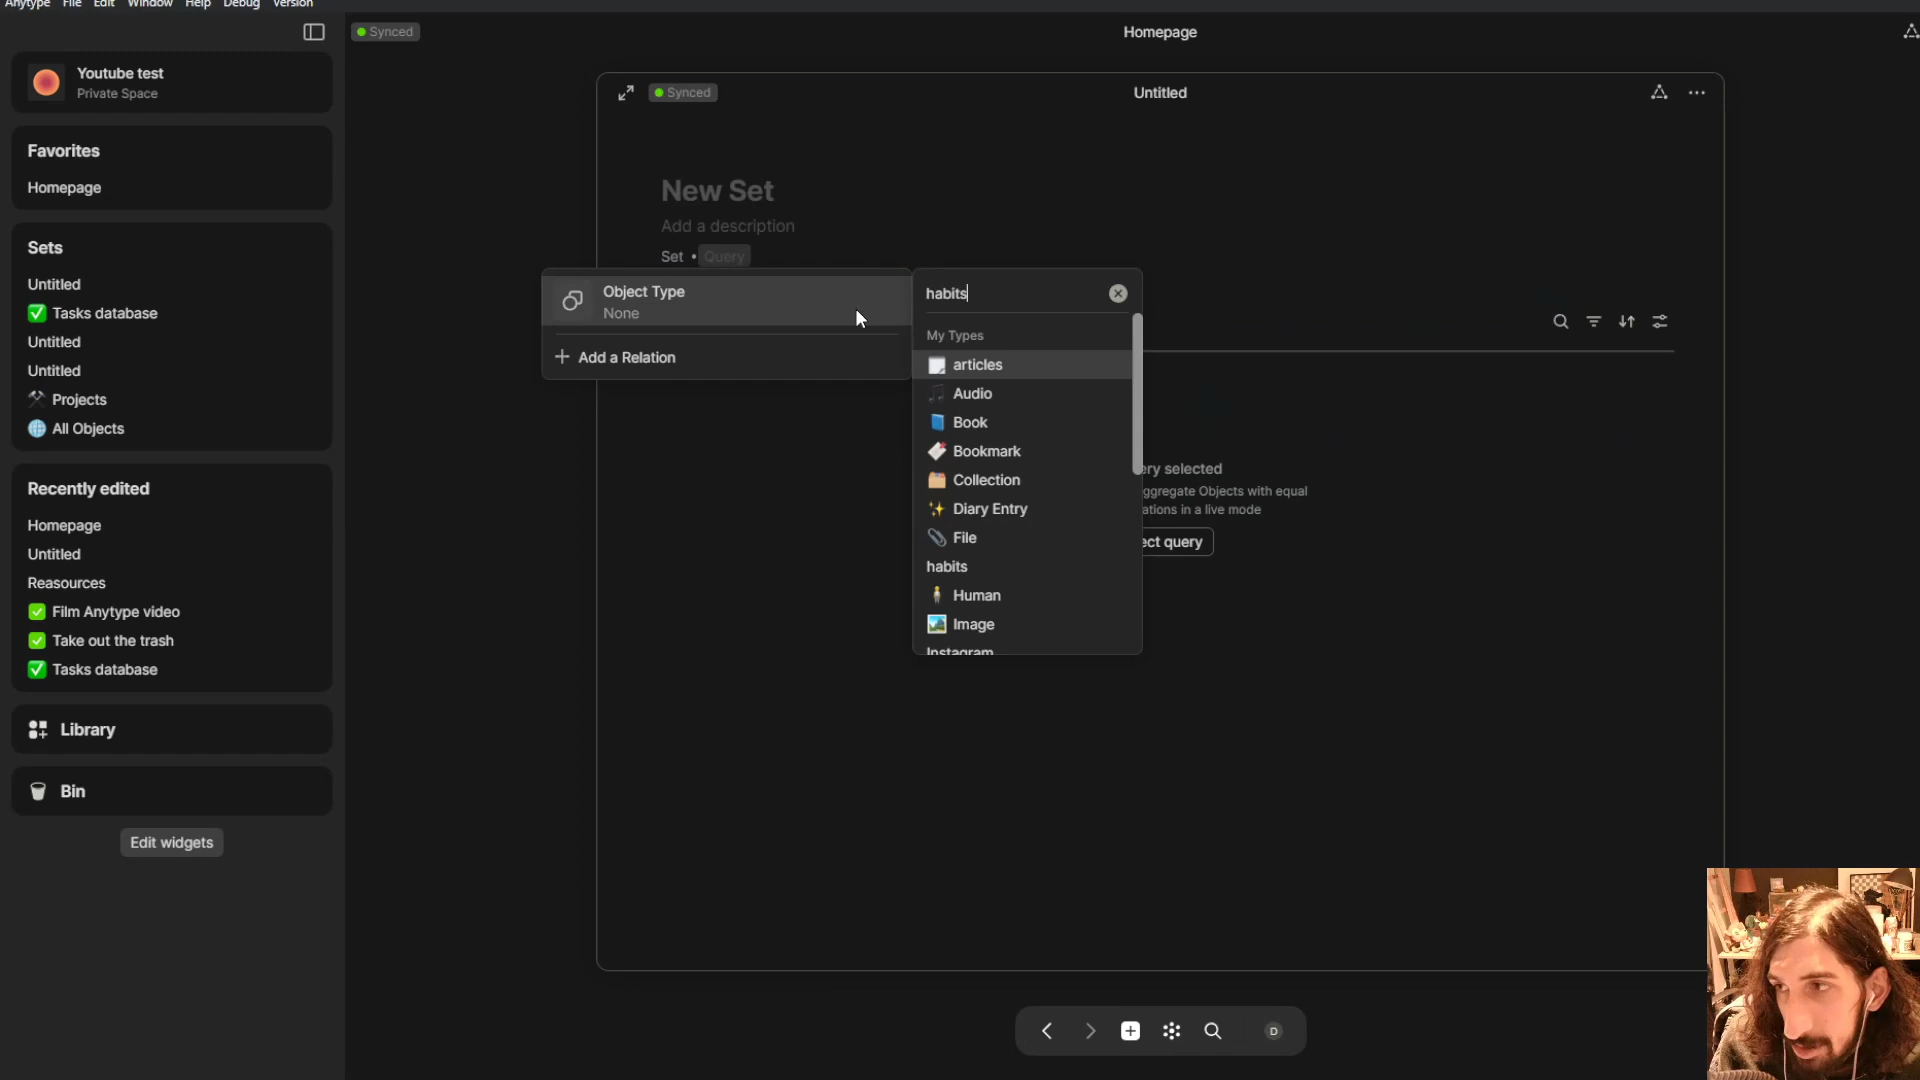 Anytype File Edit Window Help Debug Version
Synced
Homepage
Youtube test
Private Space
Favorites
Homepage
Sets
Untitled
Tasks database
Untitled
Untitled
Projects
All Objects
Recently edited
Homepage
Untitled
Reasources
Film Anytype video
Take out the trash
Tasks database
Library
Bin
Edit widgets
Synced
Untitled
New Set
Add a description
Set • Query
Object Type
None
Add a Relation
habits
My Types
articles
Audio
Book
Bookmark
Collection
Diary Entry
File
habits
Human
Image
Instagram
ery selected
ggregate Objects with equal
ations in a live mode
ect query
D